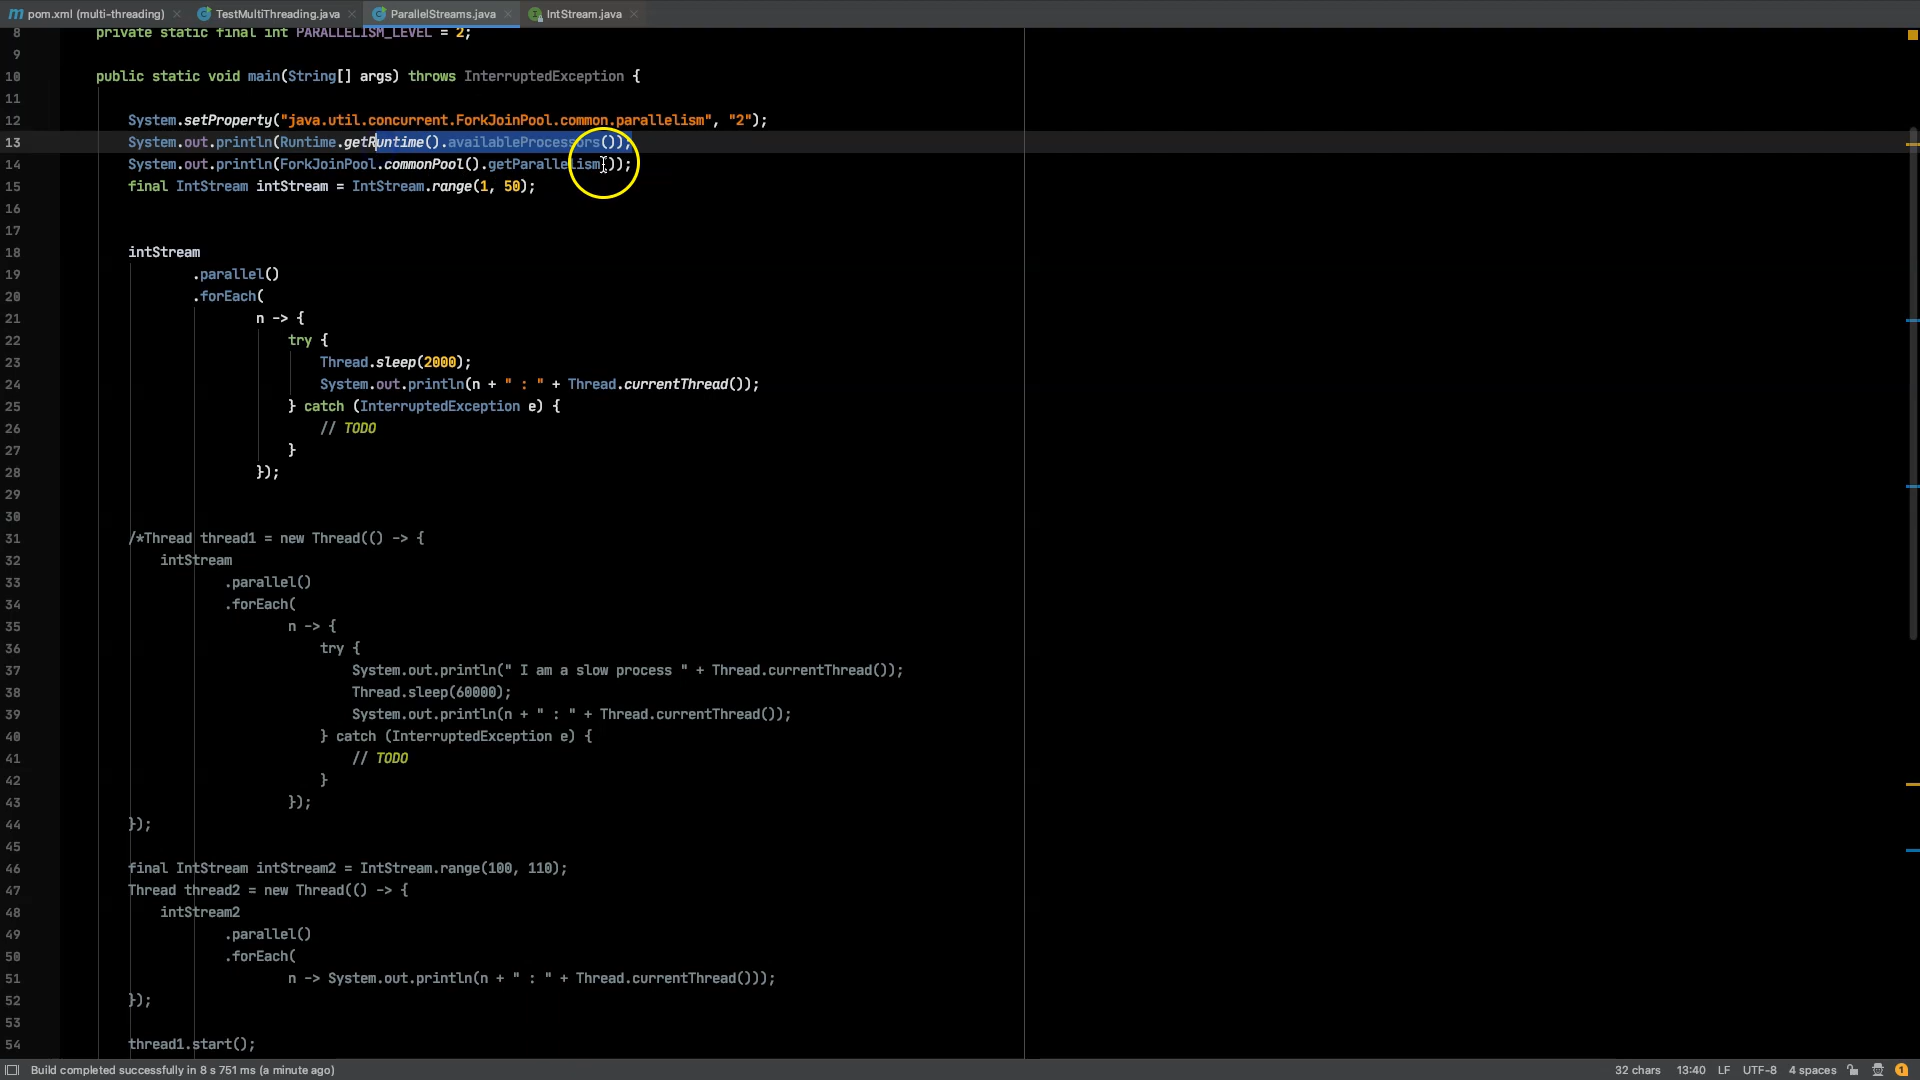 pom.xml (multi-threading) TestMultiThreading.java ParallelStreams.java IntStream.java
8 private static final int PARALLELISM_LEVEL = 2;
9
10 public static void main(String[] args) throws InterruptedException {
11
12 System.setProperty("java.util.concurrent.ForkJoinPool.common.parallelism", "2");
13 System.out.println(Runtime.getRuntime().availableProcessors());
14 System.out.println(ForkJoinPool.commonPool().getParallelism());
15 final IntStream intStream = IntStream.range(1, 50);
16
17
18 intStream
19 .parallel()
20 .forEach(
21 n -> {
22 try {
23 Thread.sleep(2000);
24 System.out.println(n + " : " + Thread.currentThread());
25 } catch (InterruptedException e) {
26 // TODO
27 }
28 });
29
30
31 /*Thread thread1 = new Thread(() -> {
32 intStream
33 .parallel()
34 .forEach(
35 n -> {
36 try {
37 System.out.println(" I am a slow process " + Thread.currentThread());
38 Thread.sleep(60000);
39 System.out.println(n + " : " + Thread.currentThread());
40 } catch (InterruptedException e) {
41 // TODO
42 }
43 });
44 });
45
46 final IntStream intStream2 = IntStream.range(100, 110);
47 Thread thread2 = new Thread(() -> {
48 intStream2
49 .parallel()
50 .forEach(
51 n -> System.out.println(n + " : " + Thread.currentThread()));
52 });
53
54 thread1.start();
Build completed successfully in 8 s 751 ms (a minute ago) 32 chars 13:40 LF UTF-8 4 spaces 1